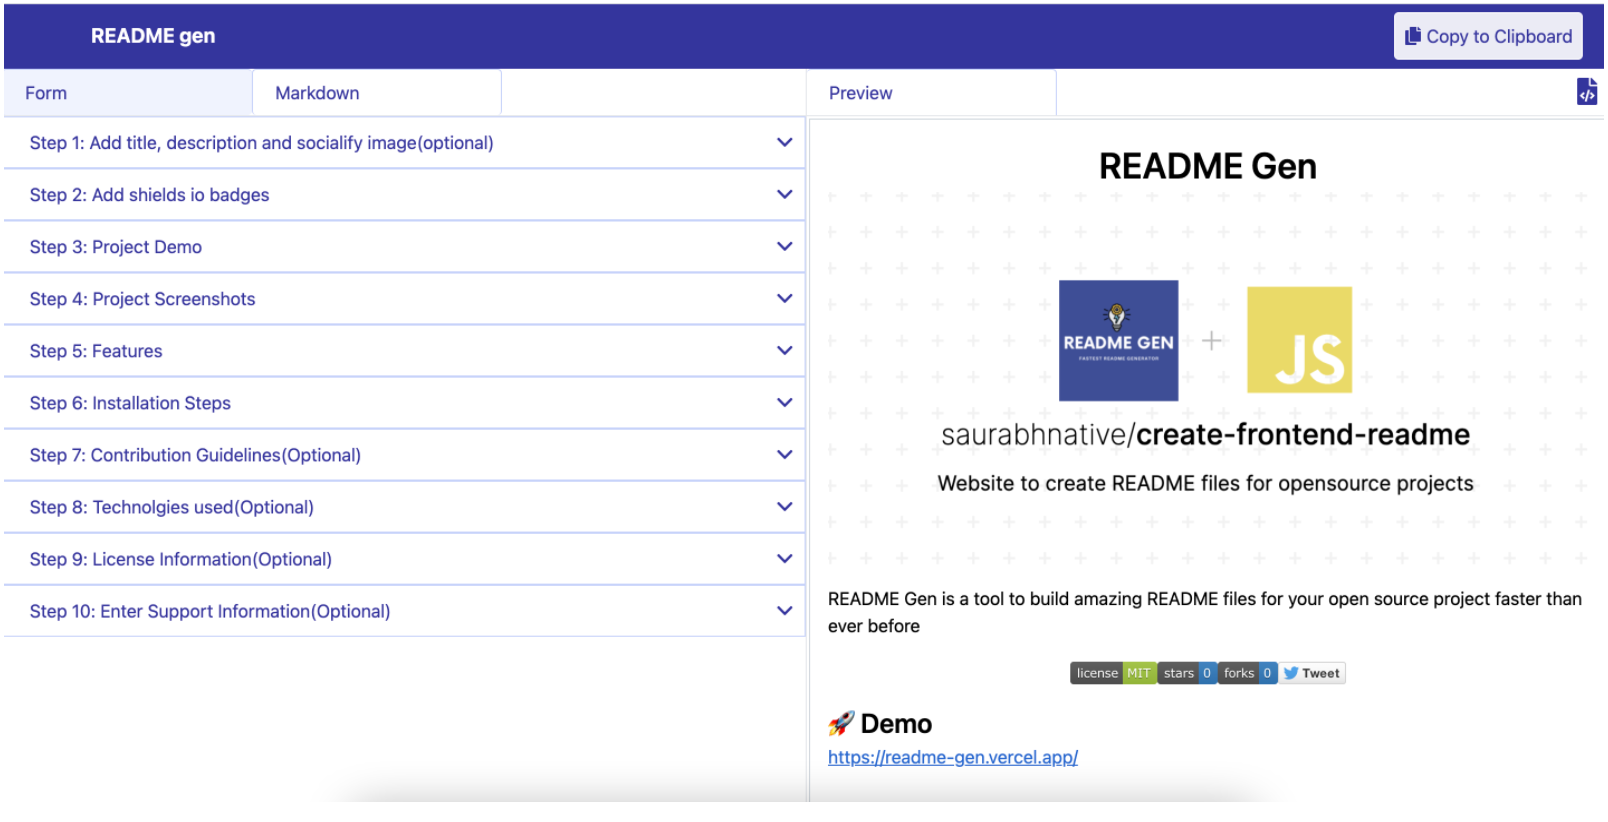 README gen
Copy to Clipboard
Form
Markdown
Preview
Step 1: Add title, description and socialify image(optional)
Step 2: Add shields io badges
Step 3: Project Demo
Step 4: Project Screenshots
Step 5: Features
Step 6: Installation Steps
Step 7: Contribution Guidelines(Optional)
Step 8: Technolgies used(Optional)
Step 9: License Information(Optional)
Step 10: Enter Support Information(Optional)
README Gen
README GEN
FASTEST README GENERATOR
+
JS
saurabhnative/create-frontend-readme
Website to create README files for opensource projects
README Gen is a tool to build amazing README files for your open source project faster than
ever before
license MIT stars 0 forks 0 Tweet
🚀 Demo
https://readme-gen.vercel.app/